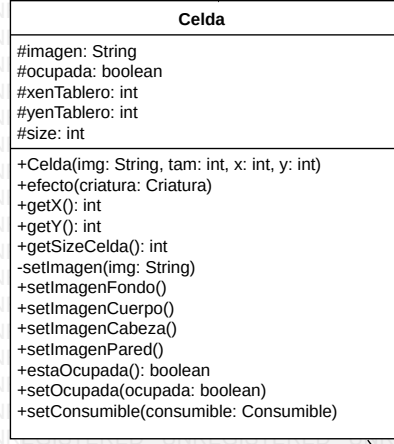 Celda
#imagen: String
#ocupada: boolean
#xenTablero: int
#yenTablero: int
#size: int
+Celda(img: String, tam: int, x: int, y: int)
+efecto(criatura: Criatura)
+getX(): int
+getY(): int
+getSizeCelda(): int
-setImagen(img: String)
+setImagenFondo()
+setImagenCuerpo()
+setImagenCabeza()
+setImagenPared()
+estaOcupada(): boolean
+setOcupada(ocupada: boolean)
+setConsumible(consumible: Consumible)